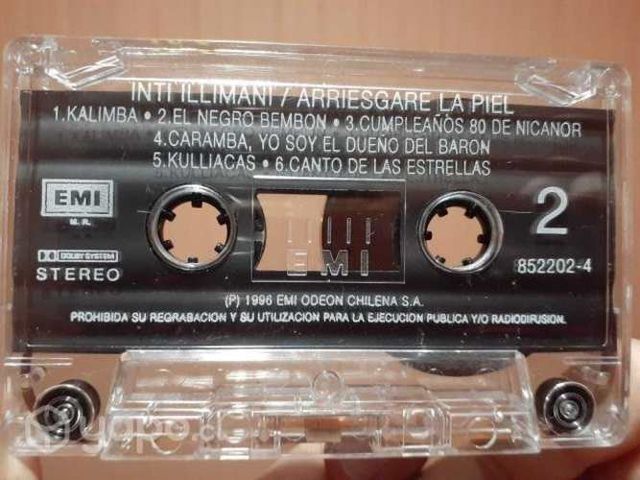 INTI ILLIMANI / ARRIESGARE LA PIEL
1.KALIMBA • 2.EL NEGRO BEMBON • 3.CUMPLEAÑOS 80 DE NICANOR
4.CARAMBA, YO SOY EL DUEÑO DEL BARON
5.KULLIACAS • 6.CANTO DE LAS ESTRELLAS
EMI
M.R.
2
DOLBY SYSTEM
STEREO
EMI
852202-4
(P) 1996 EMI ODEON CHILENA S.A.
PROHIBIDA SU REGRABACION Y SU UTILIZACION PARA LA EJECUCION PUBLICA Y/O RADIODIFUSION.
yapo.cl